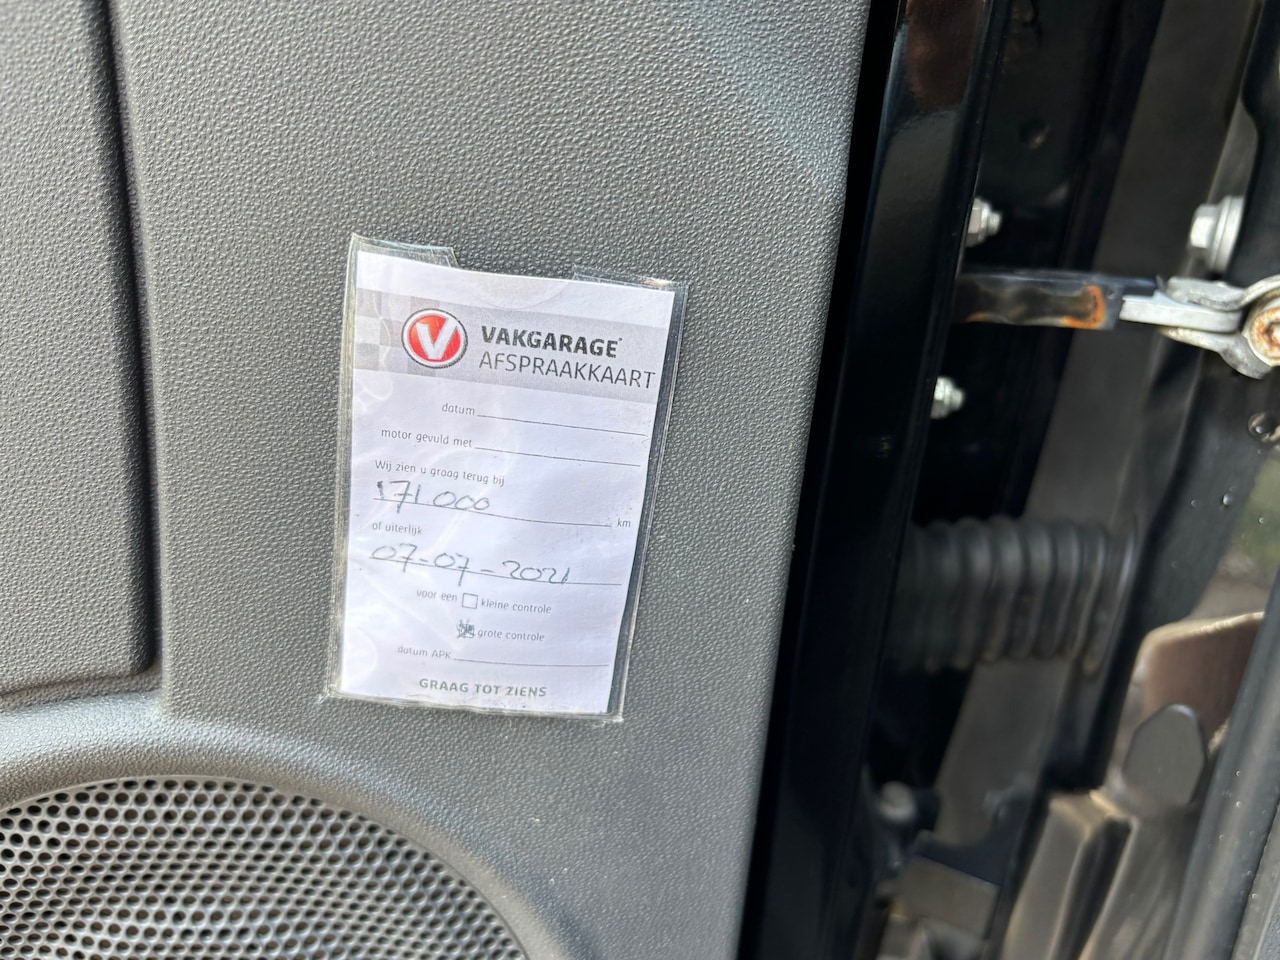 V VAKGARAGE
AFSPRAAKKAART
datum
motor gevuld met
Wij zien u graag terug bij
171.000 km
of uiterlijk
07-07-2021
voor een kleine controle
grote controle
datum APK
GRAAG TOT ZIENS